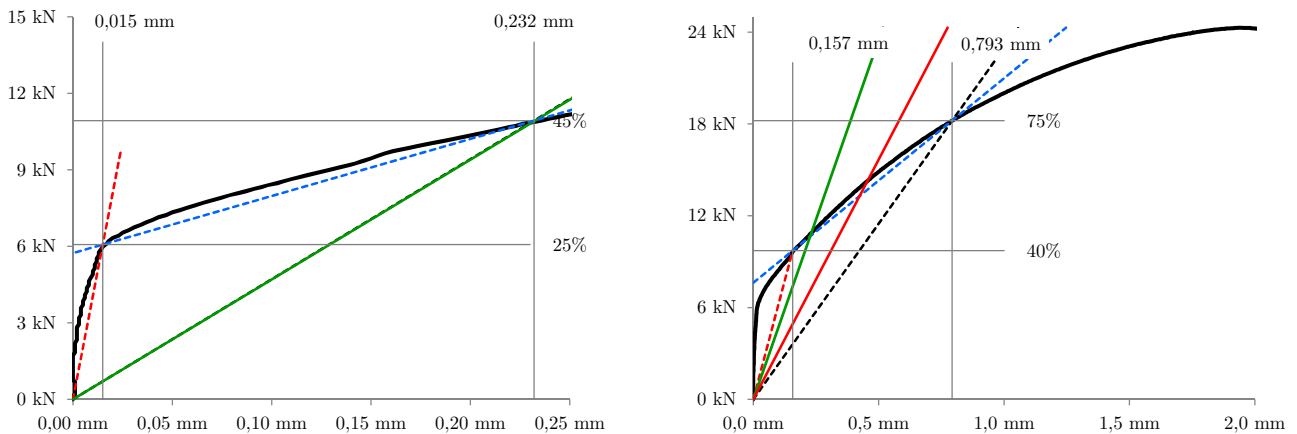 15 kN
0,015 mm
0,232 mm
12 kN
45%
9 kN
6 kN
25%
3 kN
0 kN
0,00 mm 0,05 mm 0,10 mm 0,15 mm 0,20 mm 0,25 mm
24 kN
0,157 mm
0,793 mm
18 kN
75%
12 kN
40%
6 kN
0 kN
0,0 mm 0,5 mm 1,0 mm 1,5 mm 2,0 mm